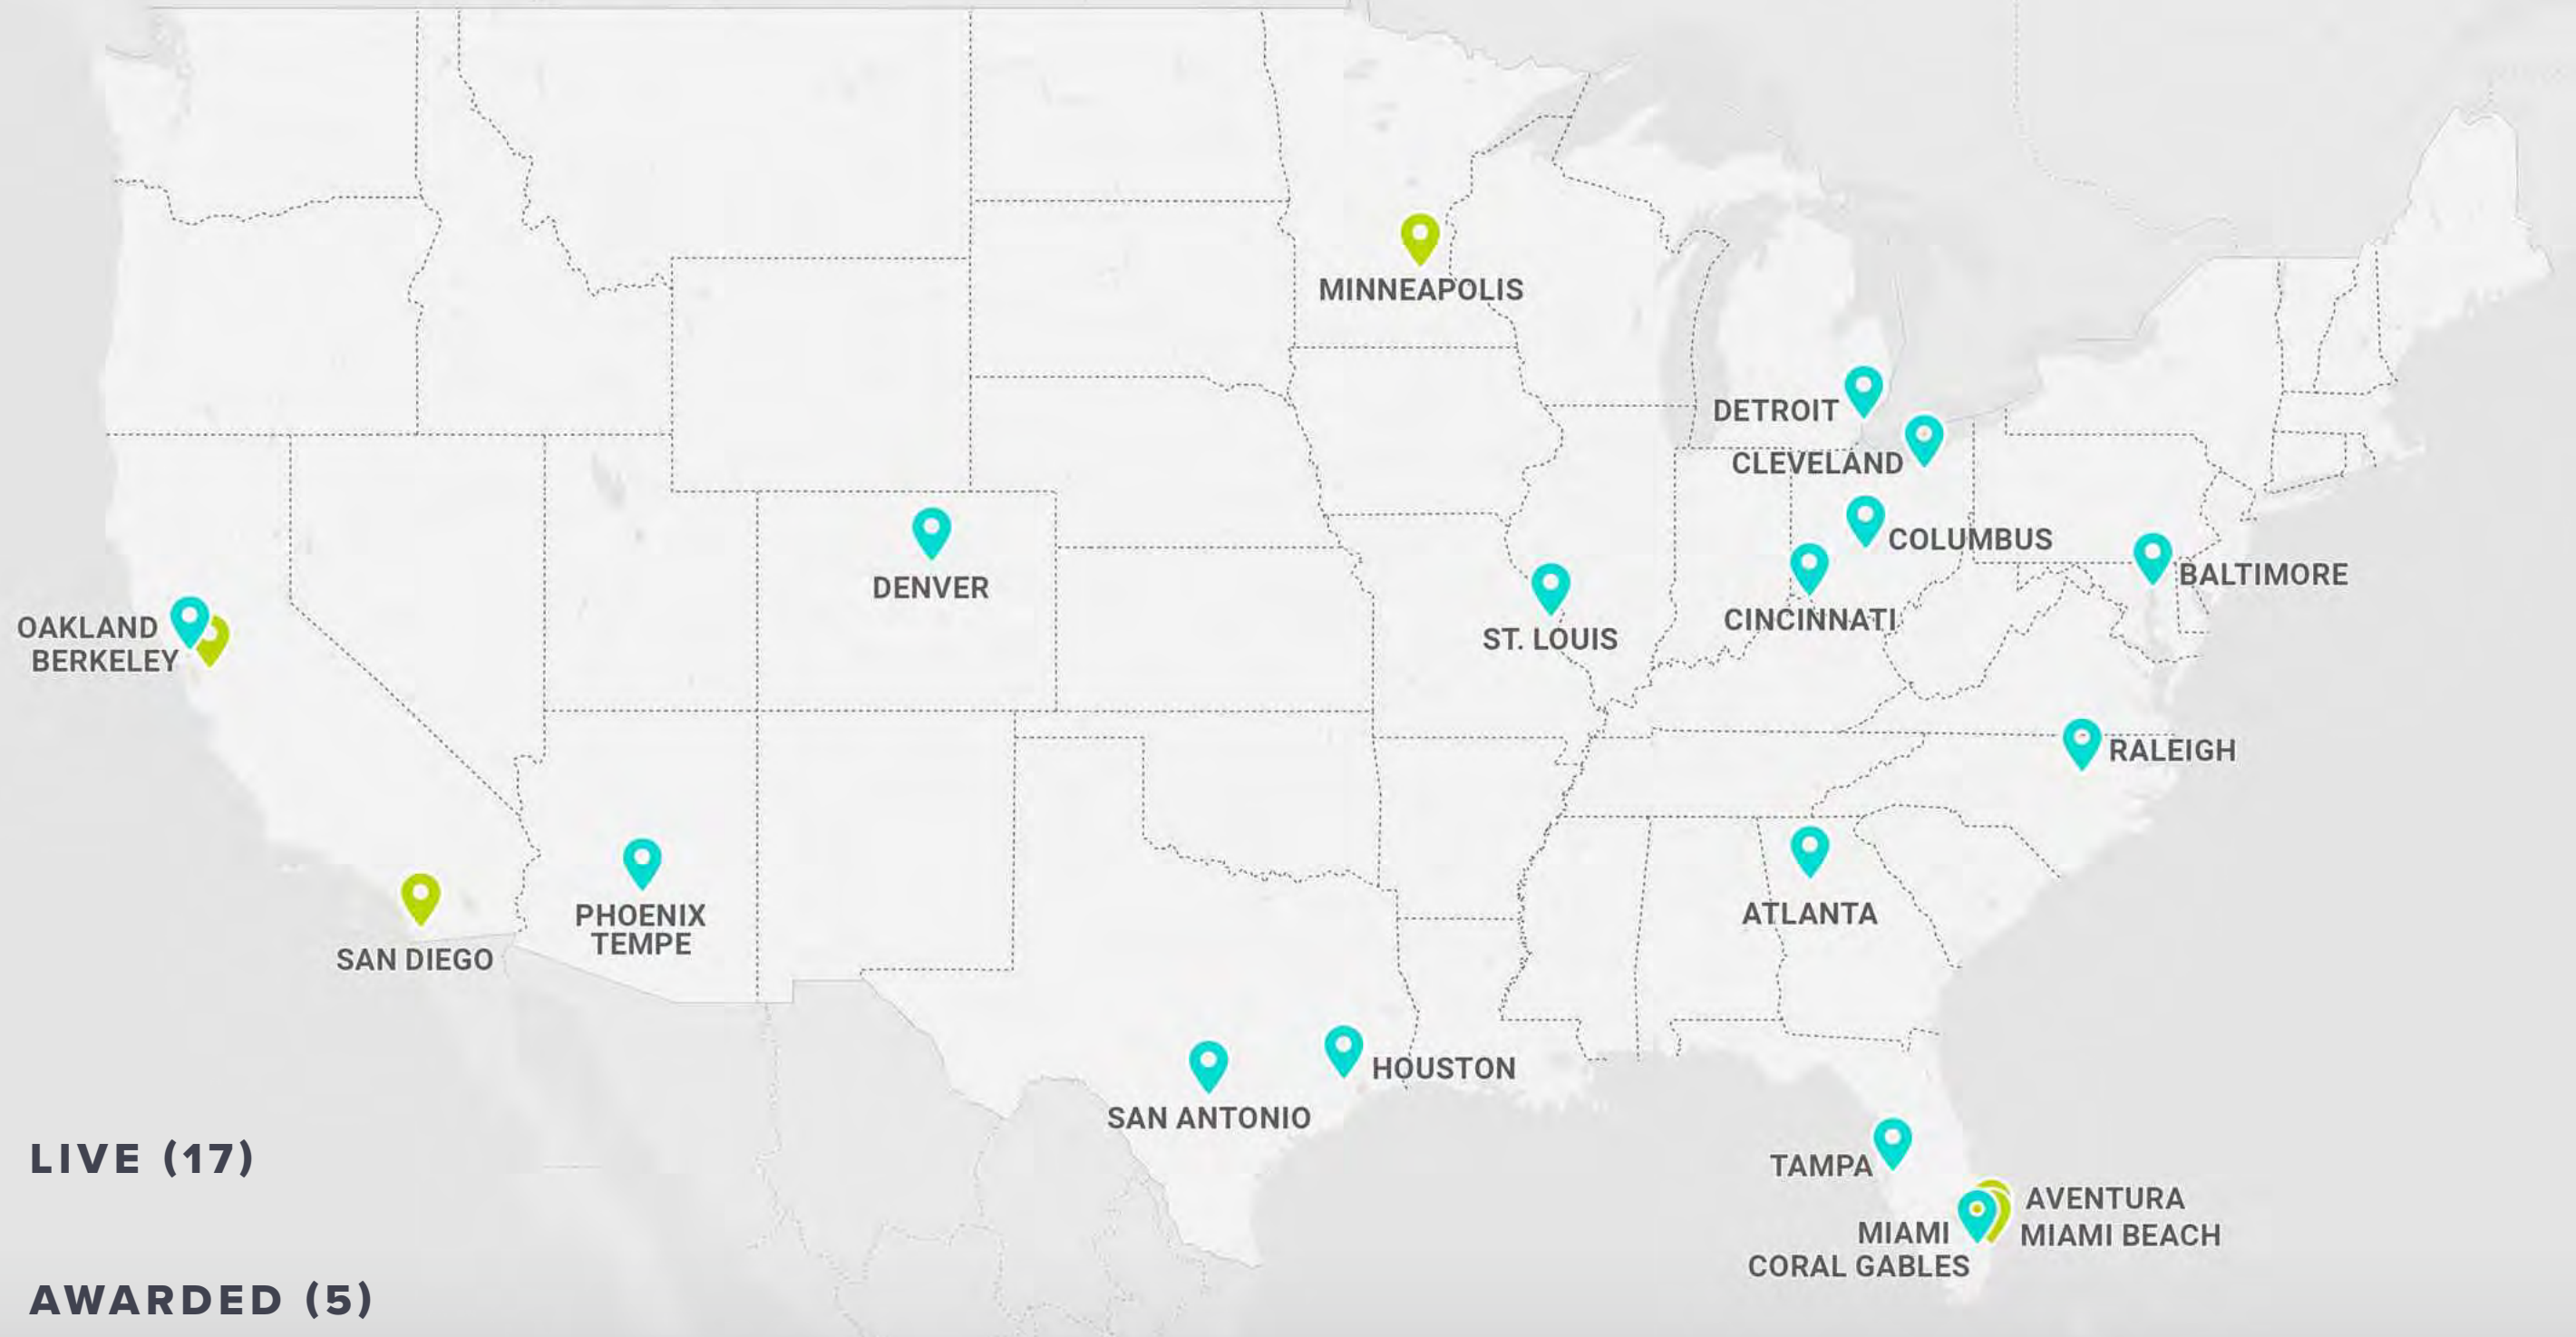 MINNEAPOLIS
DETROIT
CLEVELAND
COLUMBUS
BALTIMORE
DENVER
CINCINNATI
ST. LOUIS
OAKLAND
BERKELEY
RALEIGH
PHOENIX
TEMPE
ATLANTA
SAN DIEGO
HOUSTON
SAN ANTONIO
LIVE (17)
TAMPA
AVENTURA
MIAMI
MIAMI BEACH
CORAL GABLES
AWARDED (5)